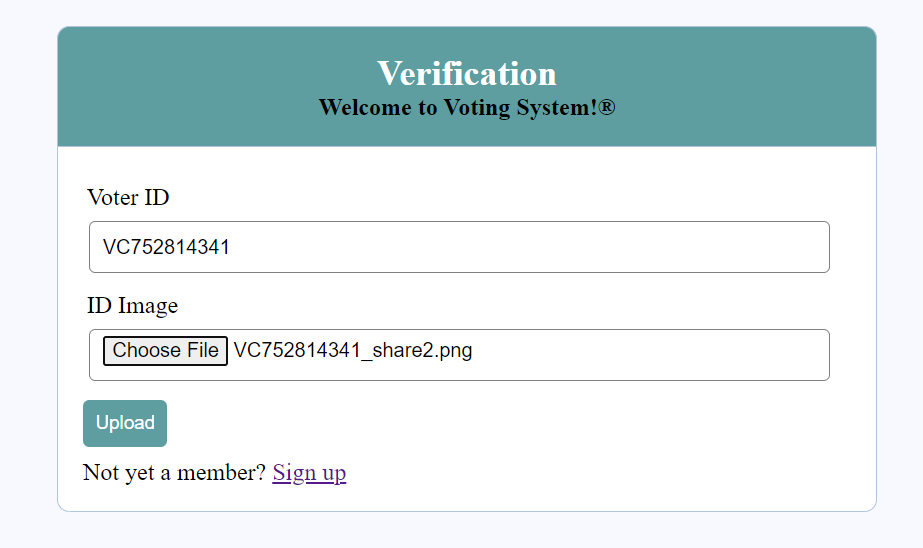 Verification
Welcome to Voting System!®
Voter ID
VC752814341
ID Image
Choose File VC752814341_share2.png
Upload
Not yet a member? Sign up